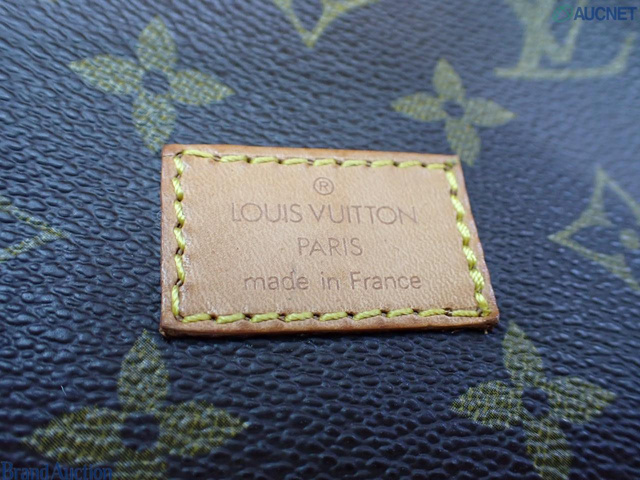 AUCNET
®
LOUIS VUITTON
PARIS
made in France
Brand Auction